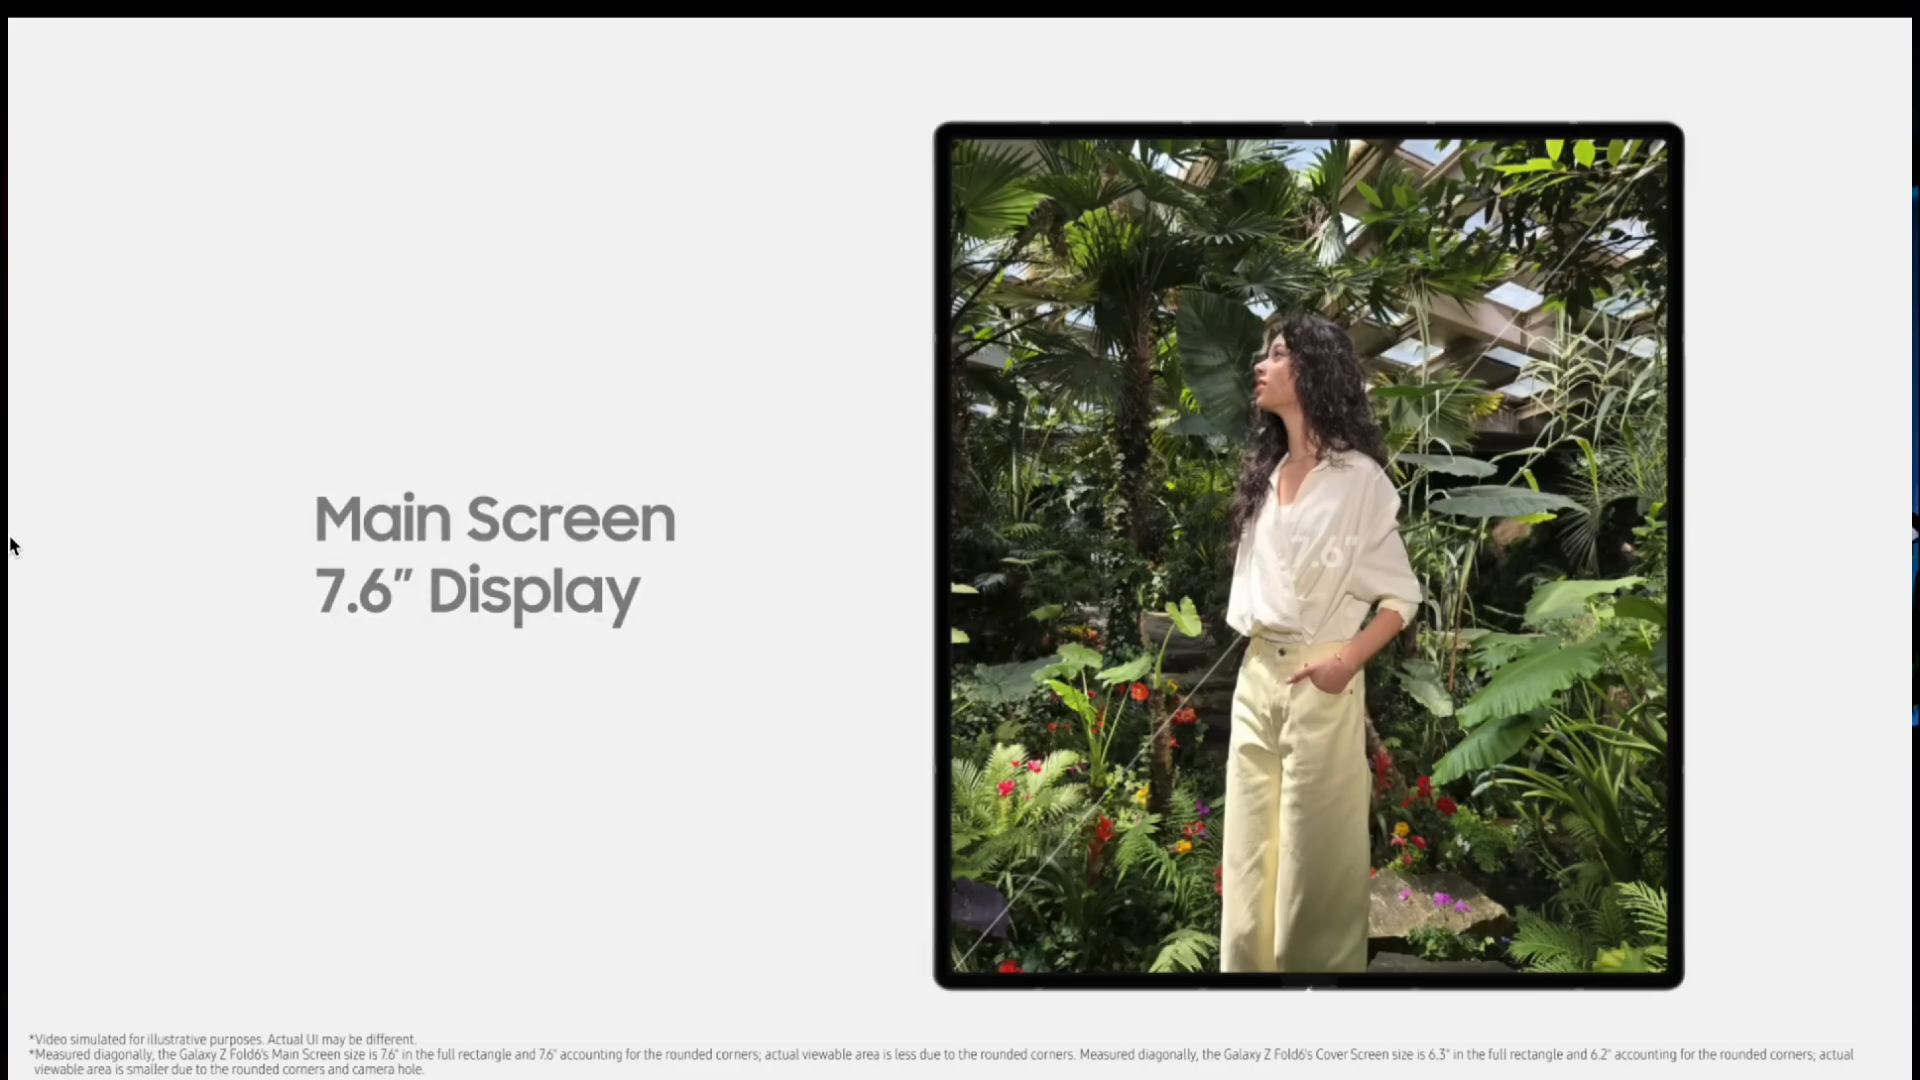 Main Screen
7.6″ Display
7.6"
*Video simulated for illustrative purposes. Actual UI may be different.
*Measured diagonally, the Galaxy Z Fold6's Main Screen size is 7.6" in the full rectangle and 7.6" accounting for the rounded corners; actual viewable area is less due to the rounded corners. Measured diagonally, the Galaxy Z Fold6's Cover Screen size is 6.3" in the full rectangle and 6.2" accounting for the rounded corners; actual
viewable area is smaller due to the rounded corners and camera hole.